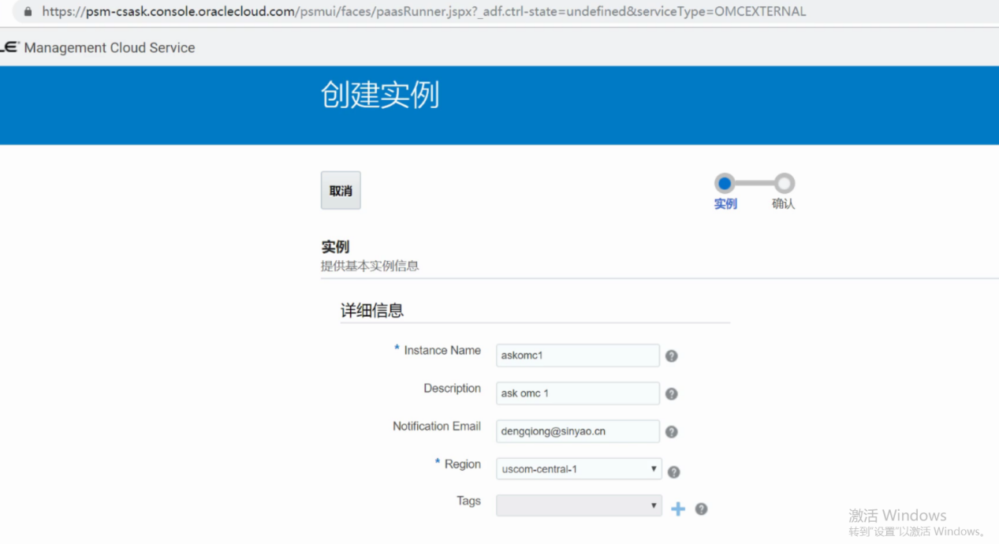 https://psm-csask.console.oraclecloud.com/psmui/faces/paasRunner.jspx?_adf.ctrl-state=undefined&serviceType=OMCEXTERNAL
LE Management Cloud Service
创建实例
取消
实例
确认
实例
提供基本实例信息
详细信息
* Instance Name askomc1
Description ask omc 1
Notification Email dengqiong@sinyao.cn
* Region uscom-central-1
Tags
激活 Windows
转到"设置"以激活 Windows。